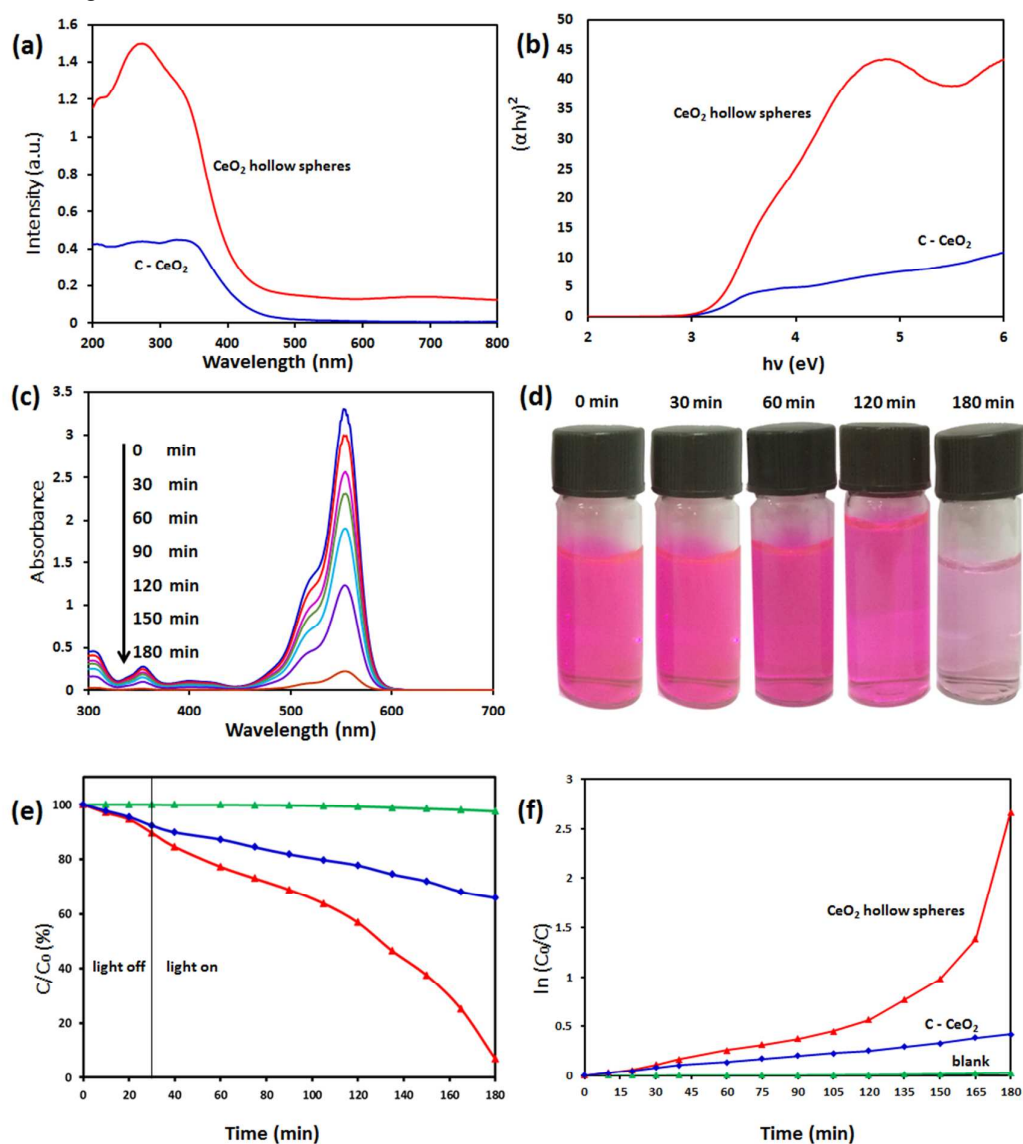 (a)
1.6
1.4
1.2
1
0.8
0.6
0.4
0.2
0
Intensity (a.u.)
CeO₂ hollow spheres
C - CeO₂
200 300 400 500 600 700 800
Wavelength (nm)
(b)
50
45
40
35
30
25
20
15
10
5
0
(αhν)²
CeO₂ hollow spheres
C - CeO₂
2 3 4 5 6
hν (eV)
(c)
3.5
3
2.5
2
1.5
1
0.5
0
Absorbance
0 min
30 min
60 min
90 min
120 min
150 min
180 min
300 400 500 600 700
Wavelength (nm)
(d)
0 min 30 min 60 min 120 min 180 min
(e)
100
80
60
40
20
0
C/C₀ (%)
light off light on
0 20 40 60 80 100 120 140 160 180
Time (min)
(f)
3
2.5
2
1.5
1
0.5
0
ln (C₀/C)
CeO₂ hollow spheres
C - CeO₂
blank
0 15 30 45 60 75 90 105 120 135 150 165 180
Time (min)